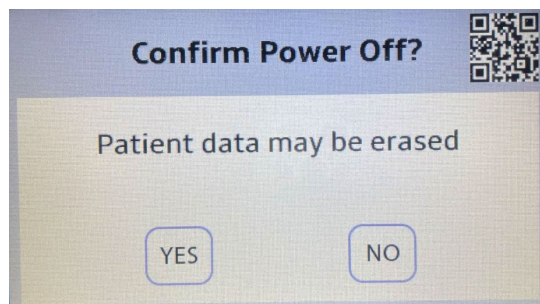 Confirm Power Off?
Patient data may be erased
YES NO